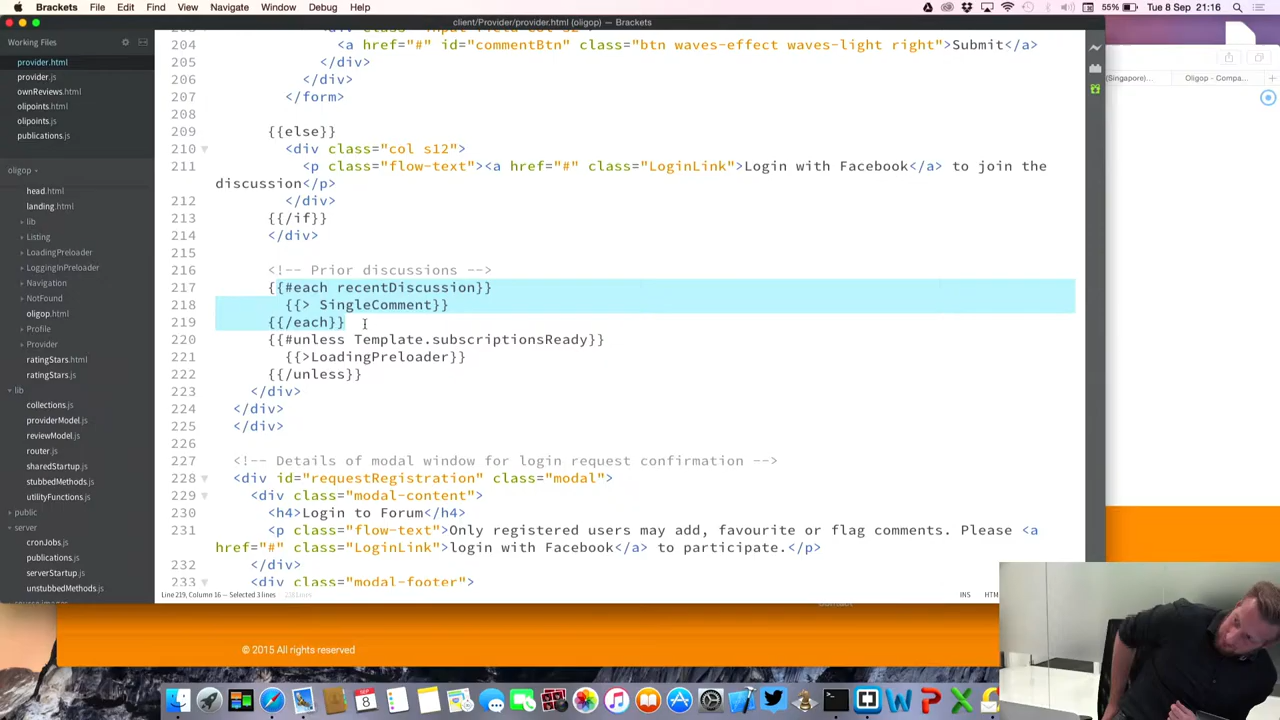 Brackets File Edit Find View Navigate Window Debug Help
55% Tue 8 Sep 21:16
client/Provider/provider.html (oligop) — Brackets
Working Files
provider.html
provider.js
ownReviews.html
olipoints.html
olipoints.js
publications.js
oligop
head.html
landing.html
lib
Listing
LoadingPreloader
LoggingInPreloader
Navigation
NotFound
oligop.html
Profile
Provider
ratingStars.html
ratingStars.js
lib
collections.js
providerModel.js
reviewModel.js
router.js
sharedStartup.js
stubbedMethods.js
utilityFunctions.js
public
server
cronJobs.js
publications.js
serverStartup.js
unstubbedMethods.js
204 <a href="#" id="commentBtn" class="btn waves-effect waves-light right">Submit</a>
205 </div>
206 </div>
207 </form>
208
209 {{else}}
210 <div class="col s12">
211 <p class="flow-text"><a href="#" class="LoginLink">Login with Facebook</a> to join the
discussion</p>
212 </div>
213 {{/if}}
214 </div>
215
216 <!-- Prior discussions -->
217 {{#each recentDiscussion}}
218 {{> SingleComment}}
219 {{/each}}
220 {{#unless Template.subscriptionsReady}}
221 {{>LoadingPreloader}}
222 {{/unless}}
223 </div>
224 </div>
225 </div>
226
227 <!-- Details of modal window for login request confirmation -->
228 <div id="requestRegistration" class="modal">
229 <div class="modal-content">
230 <h4>Login to Forum</h4>
231 <p class="flow-text">Only registered users may add, favourite or flag comments. Please <a
href="#" class="LoginLink">login with Facebook</a> to participate.</p>
232 </div>
233 <div class="modal-footer">
Line 219, Column 16 — Selected 3 lines
INS HTM
(Singapore)...
Oligop - Compa...
© 2015 All rights reserved